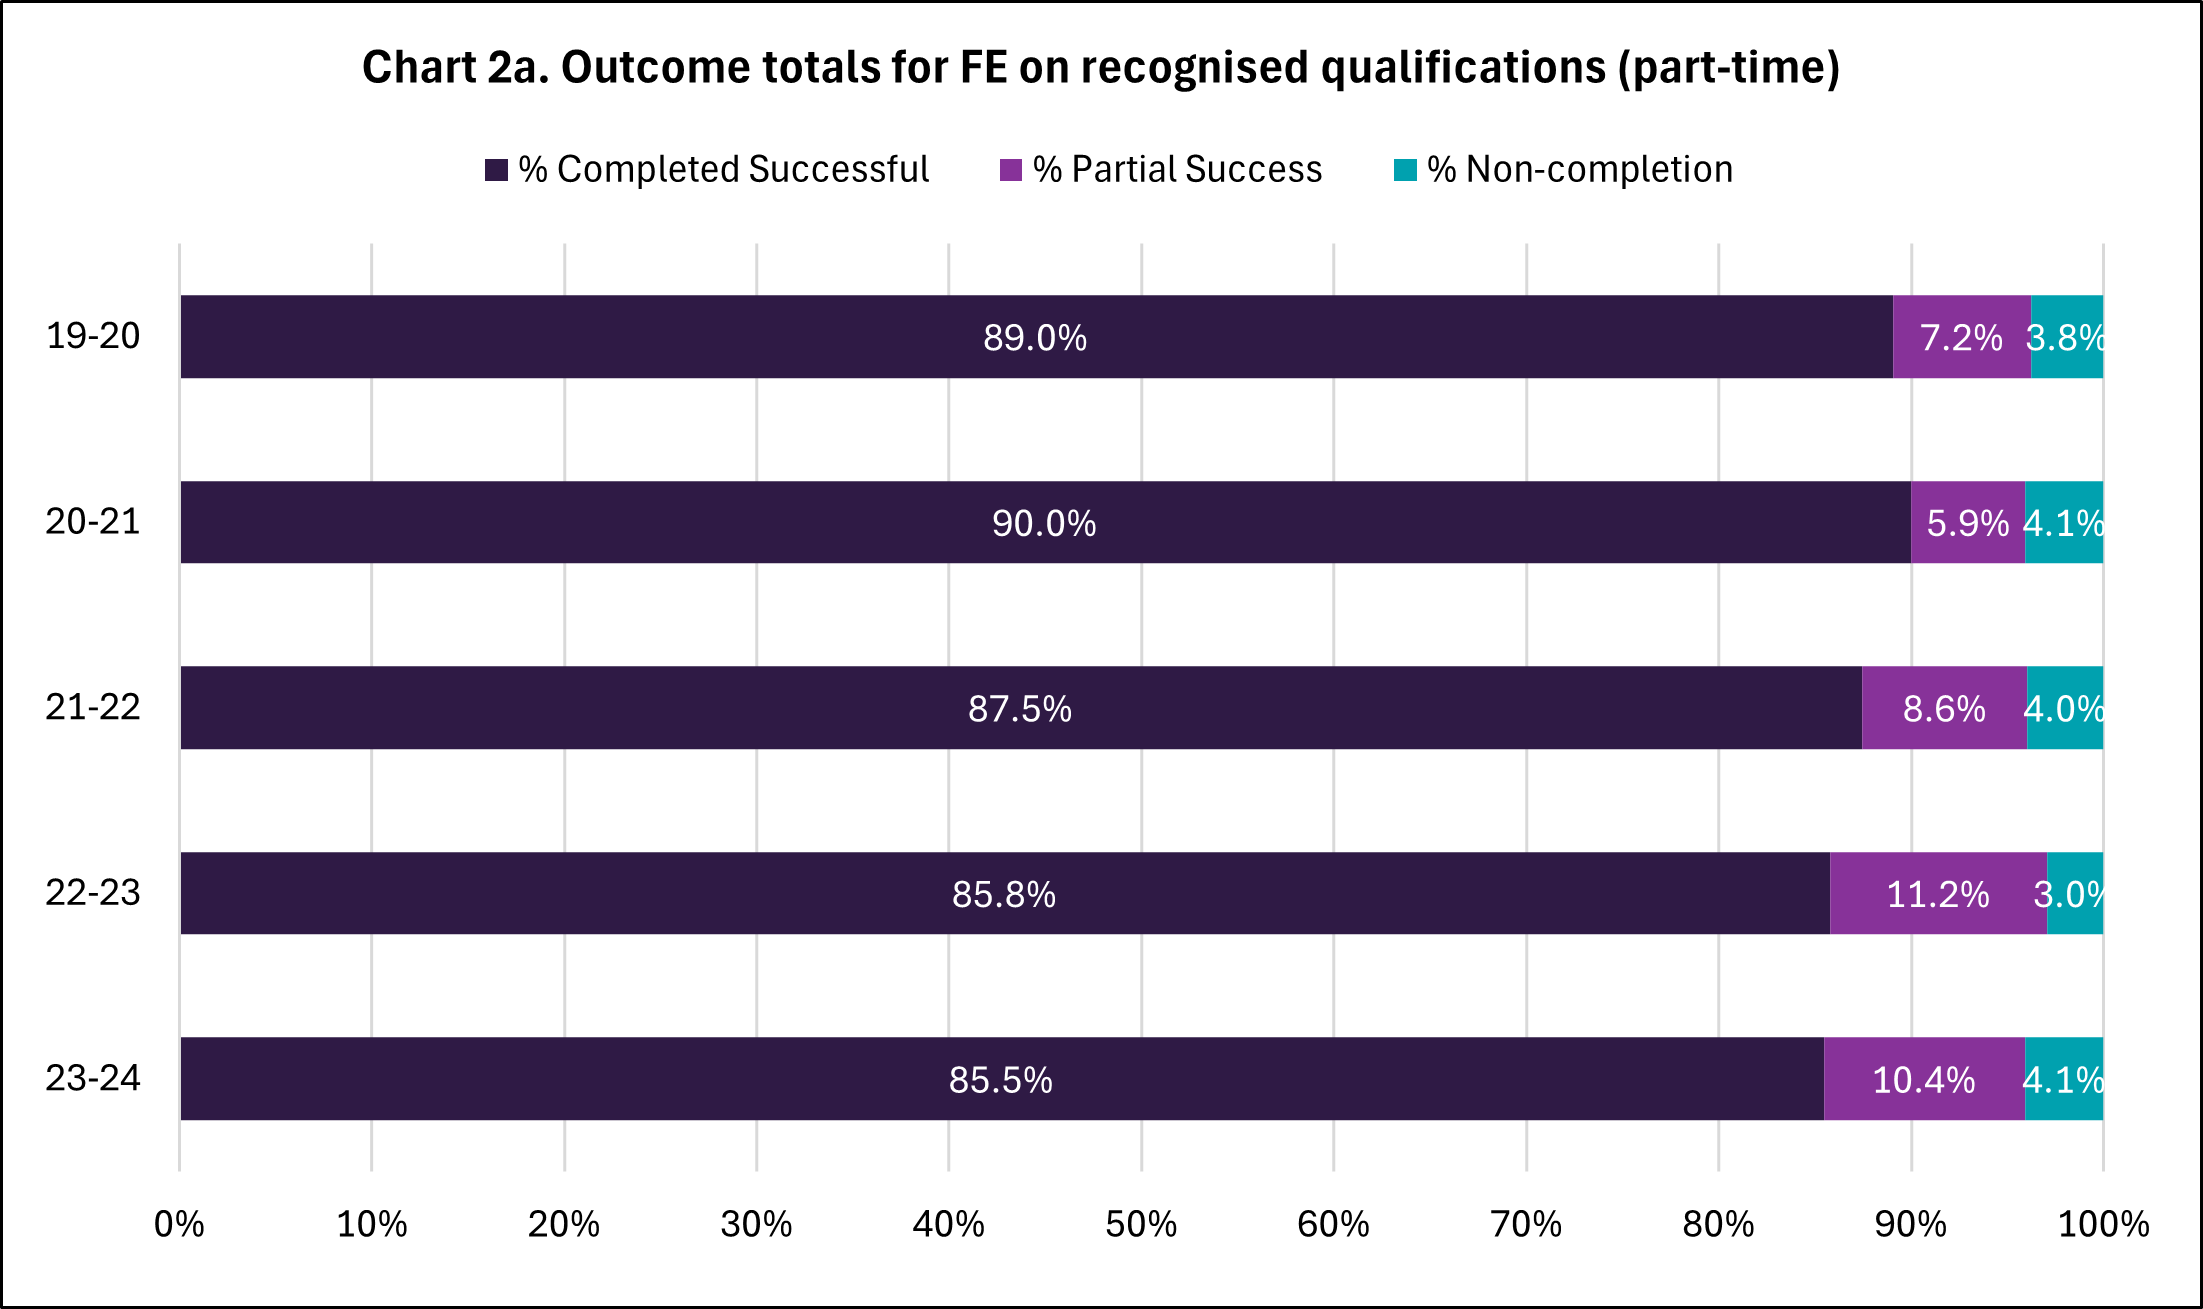 Chart 2a. Outcome totals for FE on recognised qualifications (part-time)
% Completed Successful % Partial Success % Non-completion
19-20 89.0% 7.2% 3.8%
20-21 90.0% 5.9% 4.1%
21-22 87.5% 8.6% 4.0%
22-23 85.8% 11.2% 3.0%
23-24 85.5% 10.4% 4.1%
0% 10% 20% 30% 40% 50% 60% 70% 80% 90% 100%